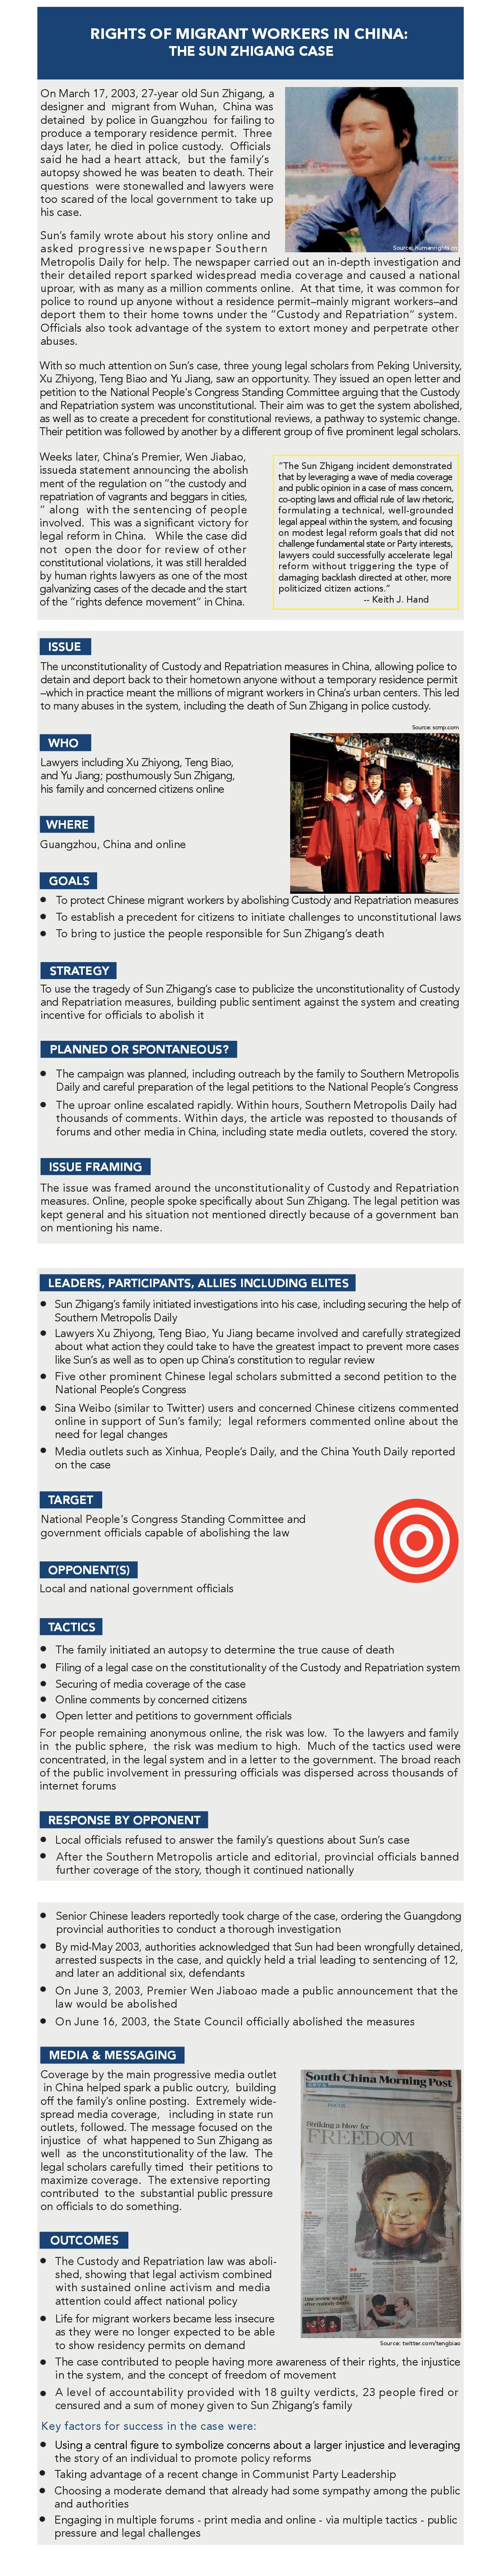 RIGHTS OF MIGRANT WORKERS IN CHINA:
THE SUN ZHIGANG CASE
On March 17, 2003, 27-year old Sun Zhigang, a
designer and migrant from Wuhan, China was
detained by police in Guangzhou for failing to
produce a temporary residence permit. Three
days later, he died in police custody. Officials
said he had a heart attack, but the family's
autopsy showed he was beaten to death. Their
questions were stonewalled and lawyers were
too scared of the local government to take up
his case.
Source: humanrights.cn
Sun's family wrote about his story online and
asked progressive newspaper Southern
Metropolis Daily for help. The newspaper carried out an in-depth investigation and
their detailed report sparked widespread media coverage and caused a national
uproar, with as many as a million comments online. At that time, it was common for
police to round up anyone without a residence permit–mainly migrant workers–and
deport them to their home towns under the "Custody and Repatriation" system.
Officials also took advantage of the system to extort money and perpetrate other
abuses.
With so much attention on Sun's case, three young legal scholars from Peking University,
Xu Zhiyong, Teng Biao and Yu Jiang, saw an opportunity. They issued an open letter and
petition to the National People's Congress Standing Committee arguing that the Custody
and Repatriation system was unconstitutional. Their aim was to get the system abolished,
as well as to create a precedent for constitutional reviews, a pathway to systemic change.
Their petition was followed by another by a different group of five prominent legal scholars.
Weeks later, China's Premier, Wen Jiabao,
issueda statement announcing the abolish
ment of the regulation on "the custody and
repatriation of vagrants and beggars in cities,
" along with the sentencing of people
involved. This was a significant victory for
legal reform in China. While the case did
not open the door for review of other
constitutional violations, it was still heralded
by human rights lawyers as one of the most
galvanizing cases of the decade and the start
of the "rights defence movement" in China.
"The Sun Zhigang incident demonstrated
that by leveraging a wave of media coverage
and public opinion in a case of mass concern,
co-opting laws and official rule of law rhetoric,
formulating a technical, well-grounded
legal appeal within the system, and focusing
on modest legal reform goals that did not
challenge fundamental state or Party interests,
lawyers could successfully accelerate legal
reform without triggering the type of
damaging backlash directed at other, more
politicized citizen actions."
-- Keith J. Hand
ISSUE
The unconstitutionality of Custody and Repatriation measures in China, allowing police to
detain and deport back to their hometown anyone without a temporary residence permit
–which in practice meant the millions of migrant workers in China's urban centers. This led
to many abuses in the system, including the death of Sun Zhigang in police custody.
Source: scmp.com
WHO
Lawyers including Xu Zhiyong, Teng Biao,
and Yu Jiang; posthumously Sun Zhigang,
his family and concerned citizens online
WHERE
Guangzhou, China and online
GOALS
● To protect Chinese migrant workers by abolishing Custody and Repatriation measures
● To establish a precedent for citizens to initiate challenges to unconstitutional laws
● To bring to justice the people responsible for Sun Zhigang's death
STRATEGY
To use the tragedy of Sun Zhigang's case to publicize the unconstitutionality of Custody
and Repatriation measures, building public sentiment against the system and creating
incentive for officials to abolish it
PLANNED OR SPONTANEOUS?
● The campaign was planned, including outreach by the family to Southern Metropolis
Daily and careful preparation of the legal petitions to the National People's Congress
● The uproar online escalated rapidly. Within hours, Southern Metropolis Daily had
thousands of comments. Within days, the article was reposted to thousands of
forums and other media in China, including state media outlets, covered the story.
ISSUE FRAMING
The issue was framed around the unconstitutionality of Custody and Repatriation
measures. Online, people spoke specifically about Sun Zhigang. The legal petition was
kept general and his situation not mentioned directly because of a government ban
on mentioning his name.
LEADERS, PARTICIPANTS, ALLIES INCLUDING ELITES
● Sun Zhigang's family initiated investigations into his case, including securing the help of
Southern Metropolis Daily
● Lawyers Xu Zhiyong, Teng Biao, Yu Jiang became involved and carefully strategized
about what action they could take to have the greatest impact to prevent more cases
like Sun's as well as to open up China's constitution to regular review
● Five other prominent Chinese legal scholars submitted a second petition to the
National People's Congress
● Sina Weibo (similar to Twitter) users and concerned Chinese citizens commented
online in support of Sun's family; legal reformers commented online about the
need for legal changes
● Media outlets such as Xinhua, People's Daily, and the China Youth Daily reported
on the case
TARGET
National People's Congress Standing Committee and
government officials capable of abolishing the law
OPPONENT(S)
Local and national government officials
TACTICS
● The family initiated an autopsy to determine the true cause of death
● Filing of a legal case on the constitutionality of the Custody and Repatriation system
● Securing of media coverage of the case
● Online comments by concerned citizens
● Open letter and petitions to government officials
For people remaining anonymous online, the risk was low. To the lawyers and family
in the public sphere, the risk was medium to high. Much of the tactics used were
concentrated, in the legal system and in a letter to the government. The broad reach
of the public involvement in pressuring officials was dispersed across thousands of
internet forums
RESPONSE BY OPPONENT
● Local officials refused to answer the family's questions about Sun's case
● After the Southern Metropolis article and editorial, provincial officials banned
further coverage of the story, though it continued nationally
● Senior Chinese leaders reportedly took charge of the case, ordering the Guangdong
provincial authorities to conduct a thorough investigation
● By mid-May 2003, authorities acknowledged that Sun had been wrongfully detained,
arrested suspects in the case, and quickly held a trial leading to sentencing of 12,
and later an additional six, defendants
● On June 3, 2003, Premier Wen Jiaboao made a public announcement that the
law would be abolished
● On June 16, 2003, the State Council officially abolished the measures
MEDIA & MESSAGING
Coverage by the main progressive media outlet
in China helped spark a public outcry, building
off the family's online posting. Extremely wide-
spread media coverage, including in state run
outlets, followed. The message focused on the
injustice of what happened to Sun Zhigang as
well as the unconstitutionality of the law. The
legal scholars carefully timed their petitions to
maximize coverage. The extensive reporting
contributed to the substantial public pressure
on officials to do something.
South China Morning Post
FOCUS
Striking a blow for
FREEDOM
Source: twitter.com/tengbiao
OUTCOMES
● The Custody and Repatriation law was aboli-
shed, showing that legal activism combined
with sustained online activism and media
attention could affect national policy
● Life for migrant workers became less insecure
as they were no longer expected to be able
to show residency permits on demand
● The case contributed to people having more awareness of their rights, the injustice
in the system, and the concept of freedom of movement
● A level of accountability provided with 18 guilty verdicts, 23 people fired or
censured and a sum of money given to Sun Zhigang's family
Key factors for success in the case were:
● Using a central figure to symbolize concerns about a larger injustice and leveraging
the story of an individual to promote policy reforms
● Taking advantage of a recent change in Communist Party Leadership
● Choosing a moderate demand that already had some sympathy among the public
and authorities
● Engaging in multiple forums - print media and online - via multiple tactics - public
pressure and legal challenges